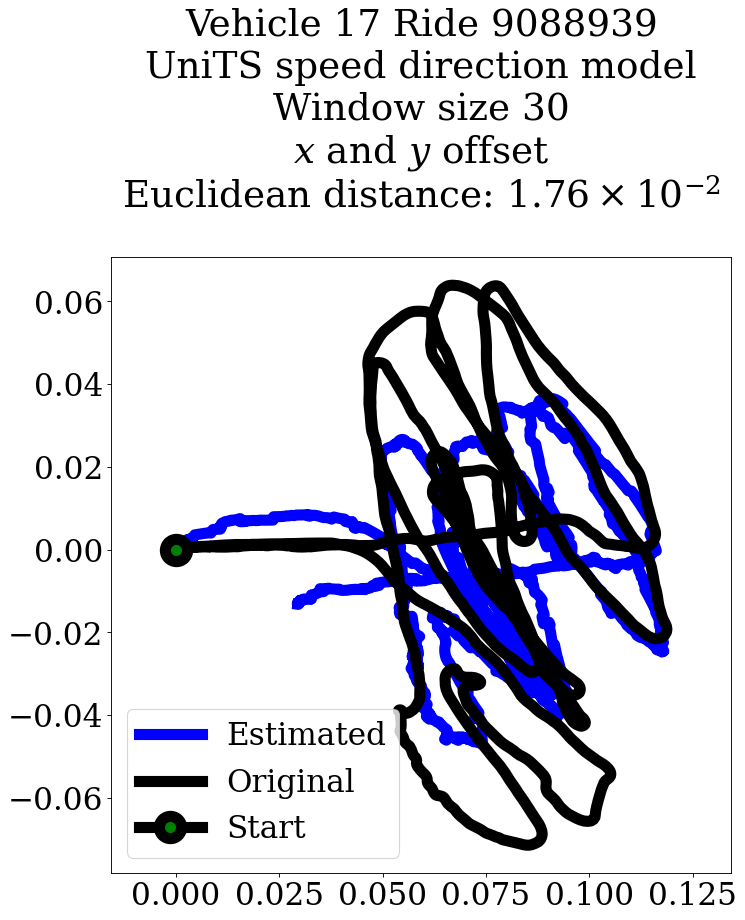 Vehicle 17 Ride 9088939
UniTS speed direction model
Window size 30
x and y offset
Euclidean distance: 1.76 × 10⁻²
0.06
0.04
0.02
0.00
−0.02
−0.04
−0.06
Estimated
Original
Start
0.000 0.025 0.050 0.075 0.100 0.125